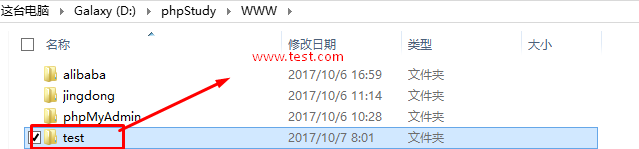 这台电脑 Galaxy (D:) phpStudy WWW
名称 修改日期 类型 大小
www.test.com
alibaba 2017/10/6 16:59 文件夹
jingdong 2017/10/6 11:14 文件夹
phpMyAdmin 2017/10/6 10:28 文件夹
test 2017/10/7 8:01 文件夹